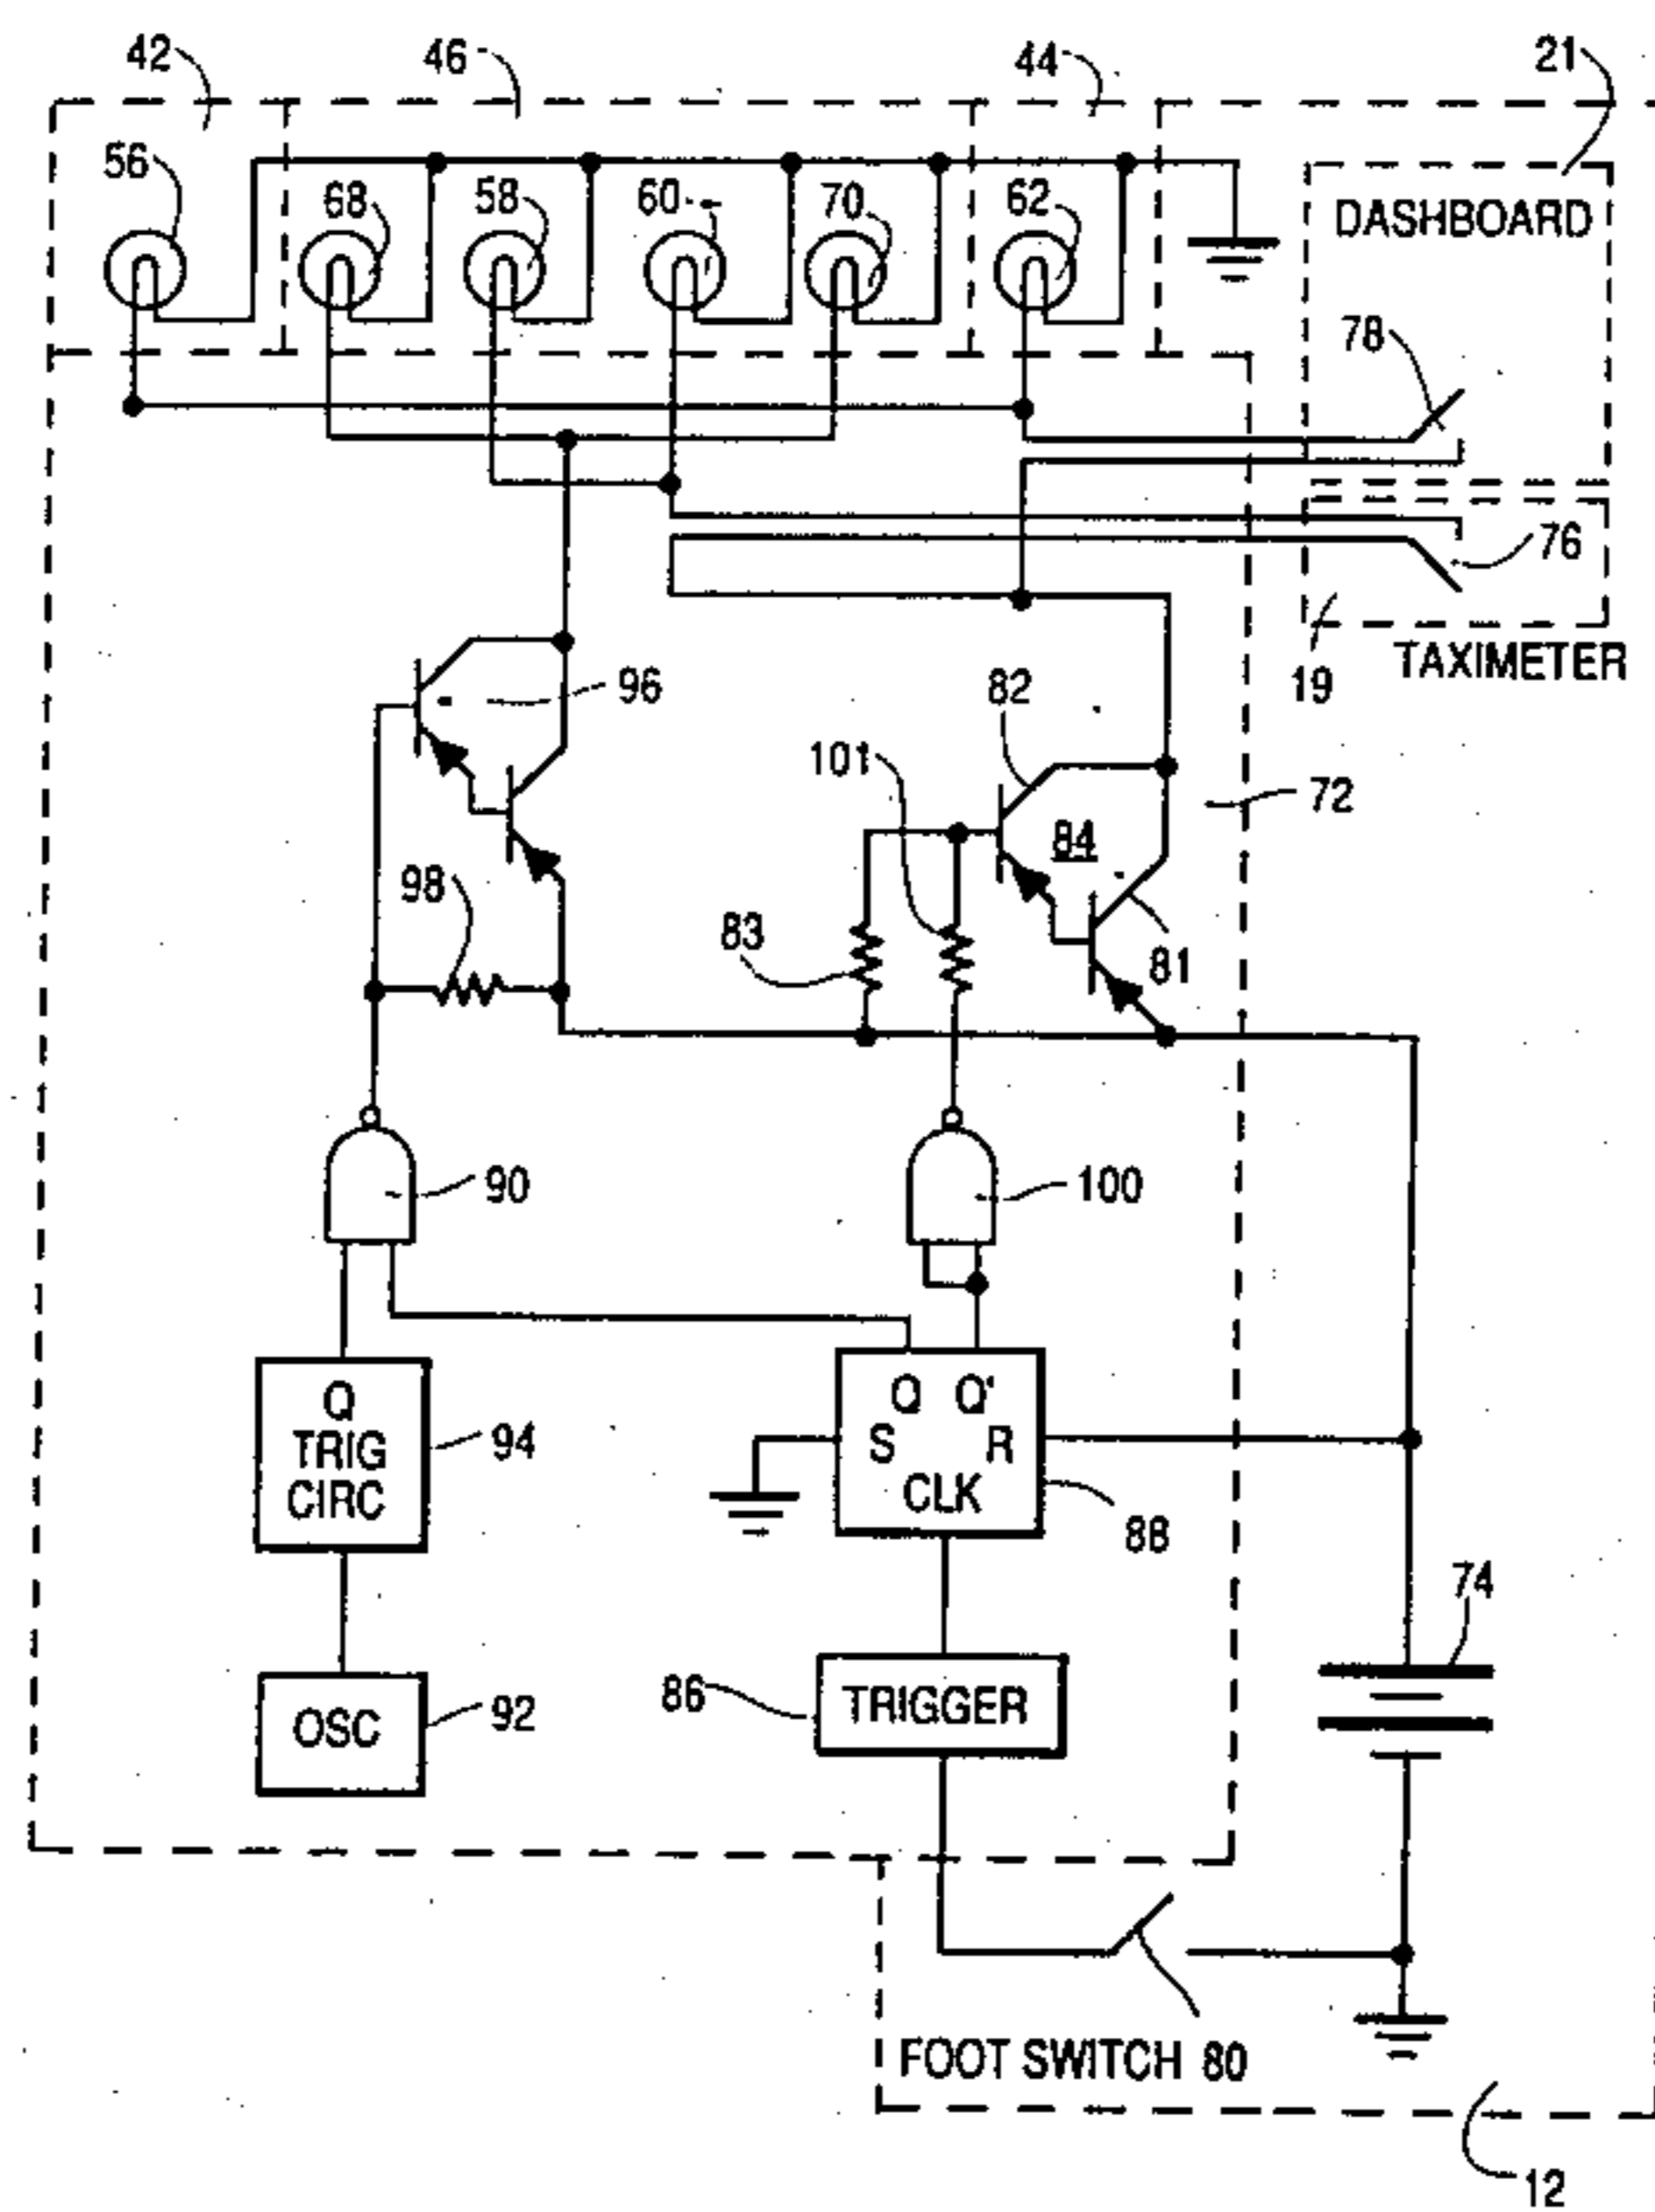 42 46 44 21
56 68 58 60 70 62
DASHBOARD
78
76
19 TAXIMETER
96 82
101 72
84
98 83 81
90 100
Q Q Q'
TRIG 94 S R
CIRC CLK
88
74
OSC 92 86 TRIGGER
FOOT SWITCH 80
12